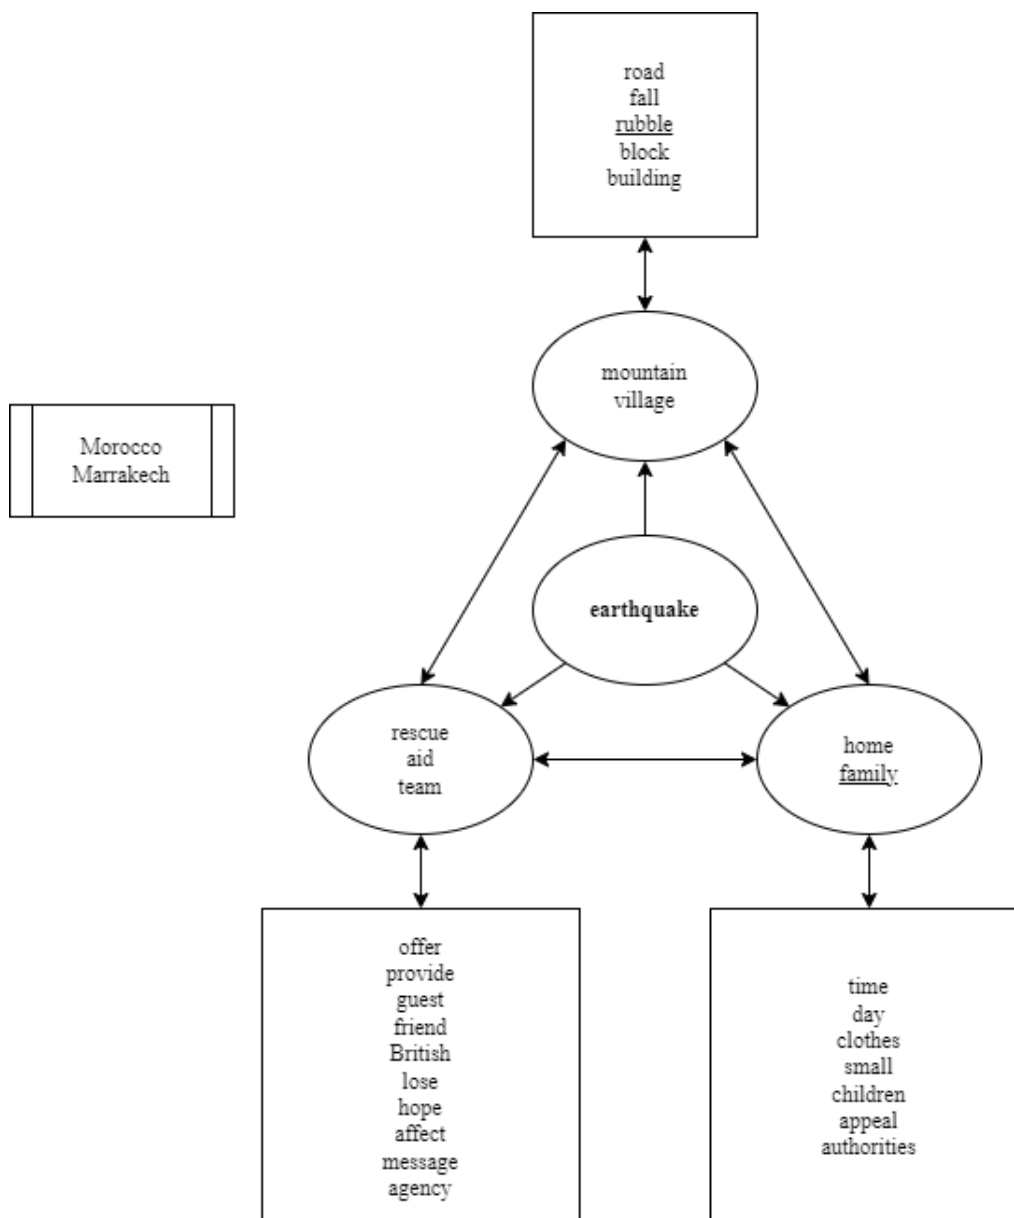 road
fall
rubble
block
building
mountain
village
Morocco
Marrakech
earthquake
rescue
aid
team
home
family
offer
provide
guest
friend
British
lose
hope
affect
message
agency
time
day
clothes
small
children
appeal
authorities